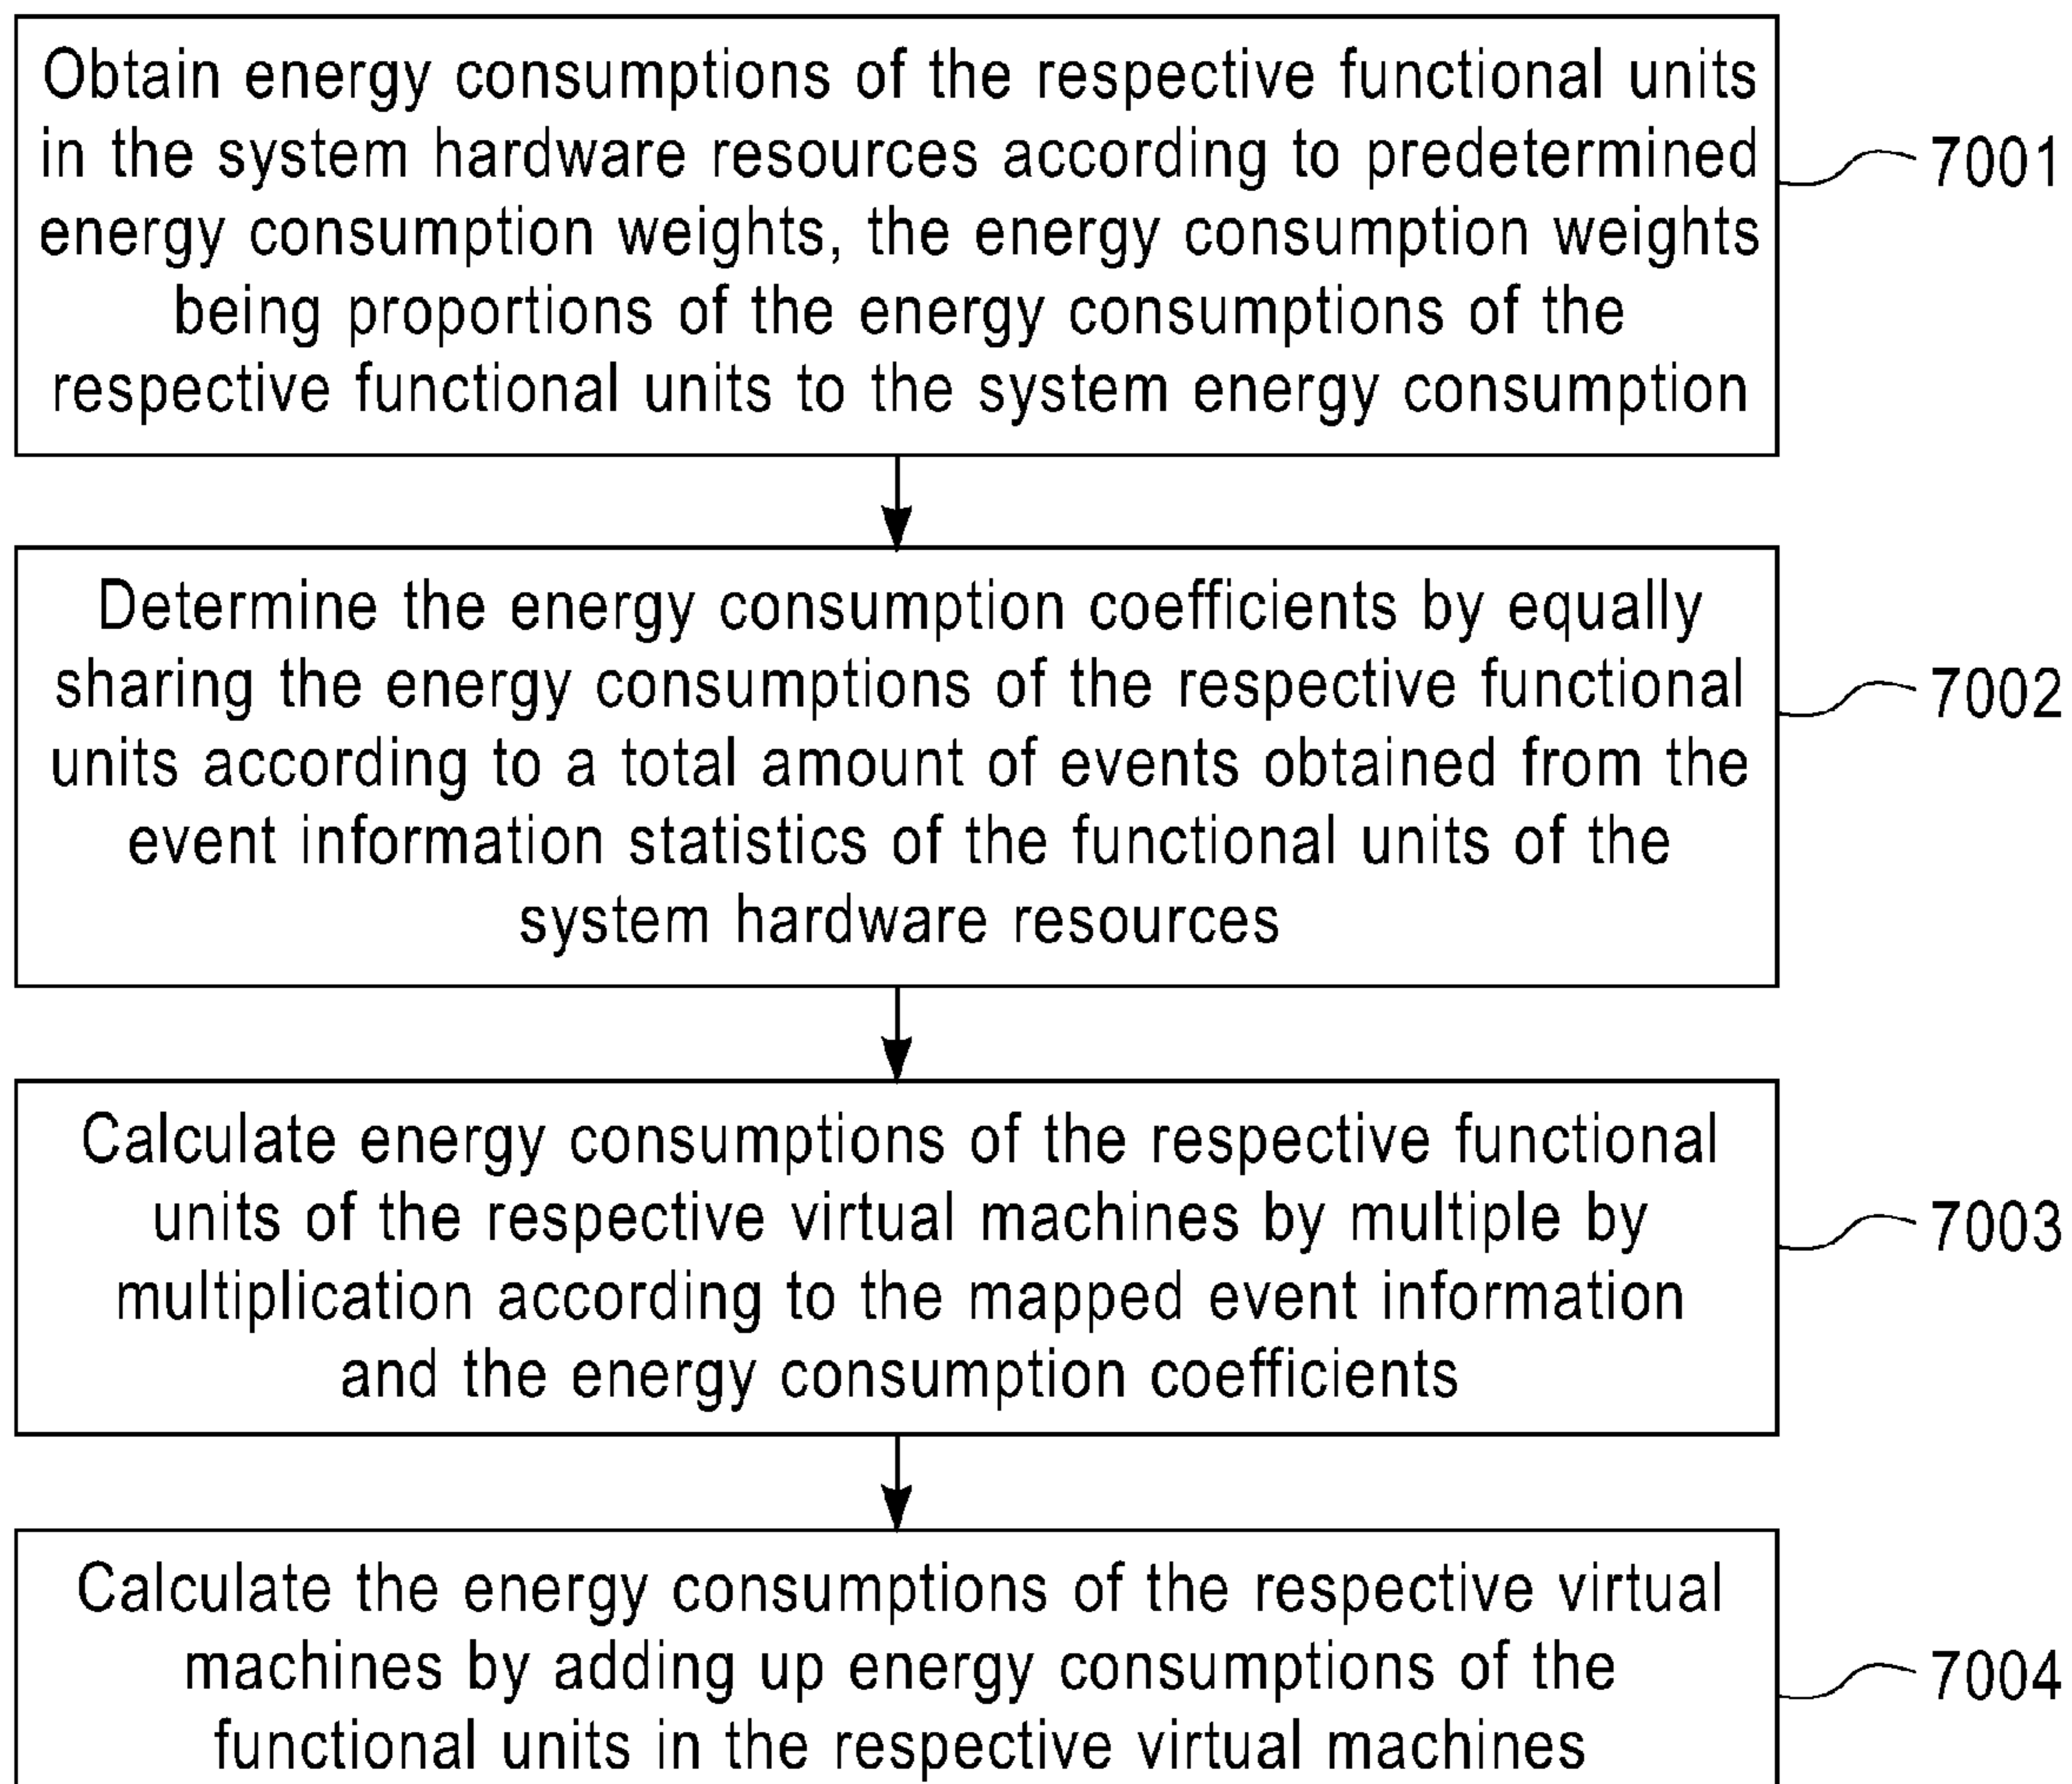 Obtain energy consumptions of the respective functional units
in the system hardware resources according to predetermined
energy consumption weights, the energy consumption weights
being proportions of the energy consumptions of the
respective functional units to the system energy consumption
7001
Determine the energy consumption coefficients by equally
sharing the energy consumptions of the respective functional
units according to a total amount of events obtained from the
event information statistics of the functional units of the
system hardware resources
7002
Calculate energy consumptions of the respective functional
units of the respective virtual machines by multiple by
multiplication according to the mapped event information
and the energy consumption coefficients
7003
Calculate the energy consumptions of the respective virtual
machines by adding up energy consumptions of the
functional units in the respective virtual machines
7004